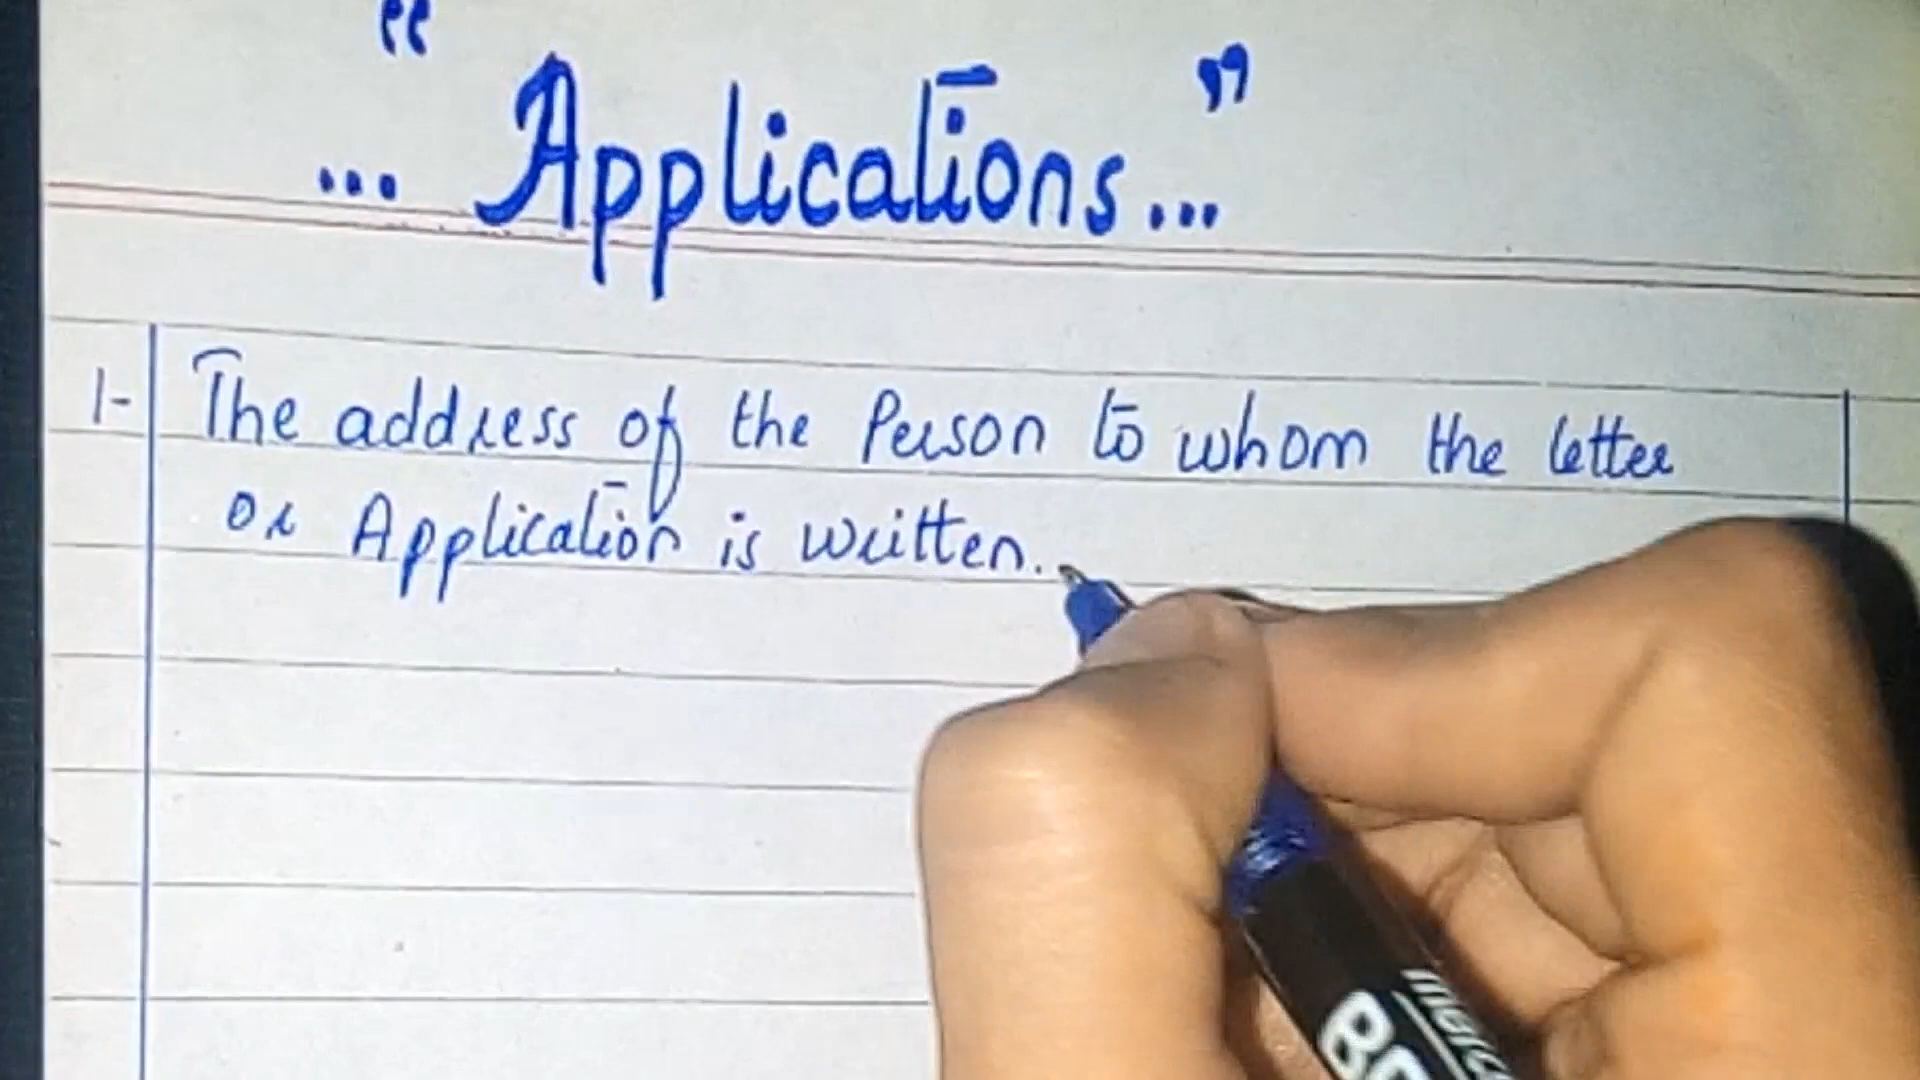 “ ... Applications... ”
1- The address of the Person to whom the letter
or Application is written.